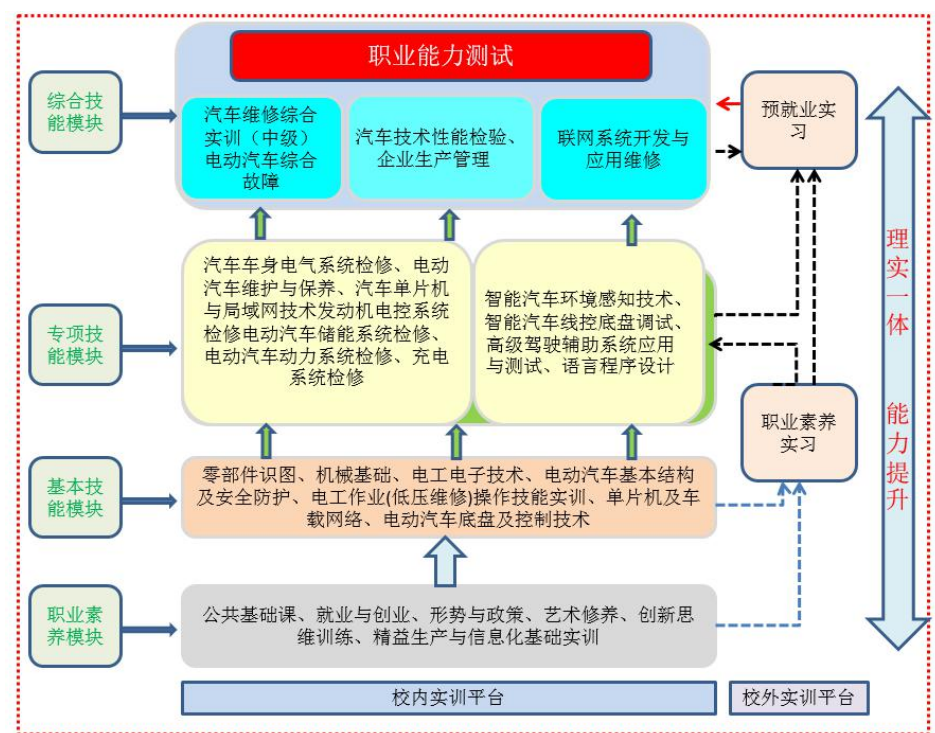 职业能力测试
综合技
能模块
汽车维修综合
实训（中级）
电动汽车综合
故障
汽车技术性能检验、
企业生产管理
联网系统开发与
应用维修
预就业实
习
专项技
能模块
汽车车身电气系统检修、电动
汽车维护与保养、汽车单片机
与局域网技术发动机电控系统
检修电动汽车储能系统检修、
电动汽车动力系统检修、充电
系统检修
智能汽车环境感知技术、
智能汽车线控底盘调试、
高级驾驶辅助系统应用
与测试、语言程序设计
职业素养
实习
基本技
能模块
零部件识图、机械基础、电工电子技术、电动汽车基本结构
及安全防护、电工作业(低压维修)操作技能实训、单片机及车
载网络、电动汽车底盘及控制技术
职业素
养模块
公共基础课、就业与创业、形势与政策、艺术修养、创新思
维训练、精益生产与信息化基础实训
理实一体 能力提升
校内实训平台
校外实训平台